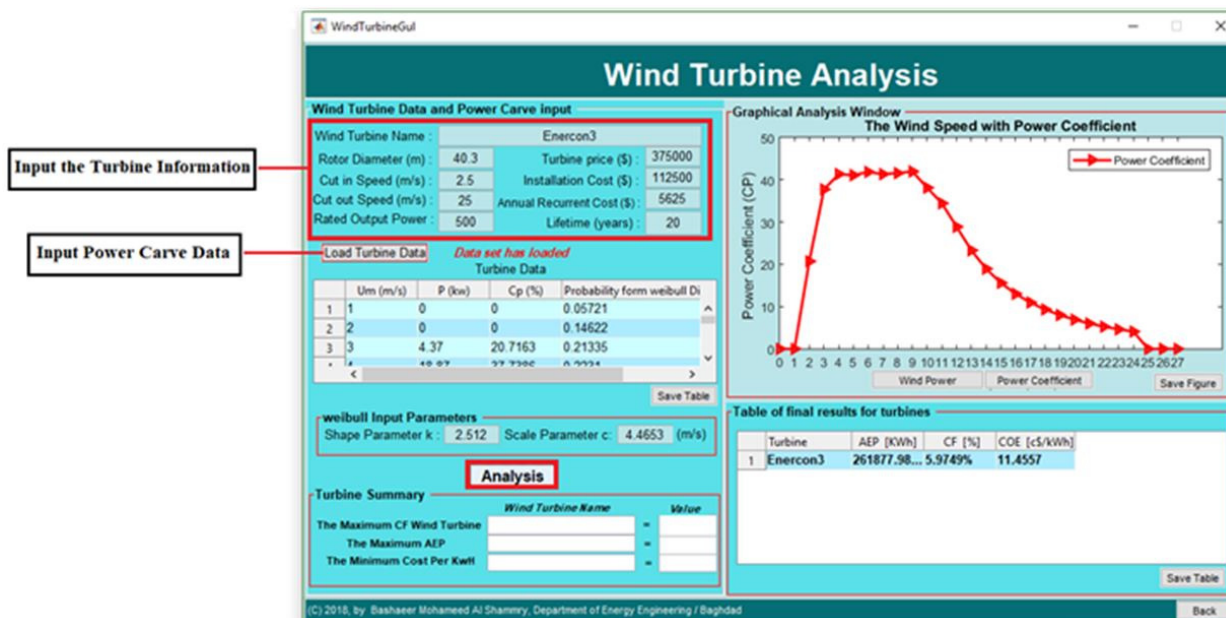 WindTurbineGuI
Wind Turbine Analysis
Input the Turbine Information
Input Power Carve Data
Wind Turbine Data and Power Carve input
Wind Turbine Name : Enercon3
Rotor Diameter (m) : 40.3 Turbine price ($) : 375000
Cut in Speed (m/s) : 2.5 Installation Cost ($) : 112500
Cut out Speed (m/s) : 25 Annual Recurrent Cost ($) : 5625
Rated Output Power : 500 Lifetime (years) : 20
Load Turbine Data Data set has loaded
Turbine Data
Um (m/s) P (kw) Cp (%) Probability form weibull Di
1 1 0 0 0.05721
2 2 0 0 0.14622
3 3 4.37 20.7163 0.21335
18.87 37.7386 0.2231
Save Table
weibull Input Parameters
Shape Parameter k : 2.512 Scale Parameter c: 4.4653 (m/s)
Analysis
Turbine Summary
Wind Turbine Name Value
The Maximum CF Wind Turbine =
The Maximum AEP =
The Minimum Cost Per KwH =
Graphical Analysis Window
The Wind Speed with Power Coefficient
Power Coefficient
Power Coefficient (CP)
50
40
30
20
10
0
0 1 2 3 4 5 6 7 8 9 10 11 12 13 14 15 16 17 18 19 20 21 22 23 24 25 26 27
Wind Power Power Coefficient Save Figure
Table of final results for turbines
Turbine AEP [KWh] CF [%] COE [c$/kWh]
1 Enercon3 261877.98... 5.9749% 11.4557
Save Table
(C) 2018, by Bashaeer Mohameed Al Shammry, Department of Energy Engineering / Baghdad
Back